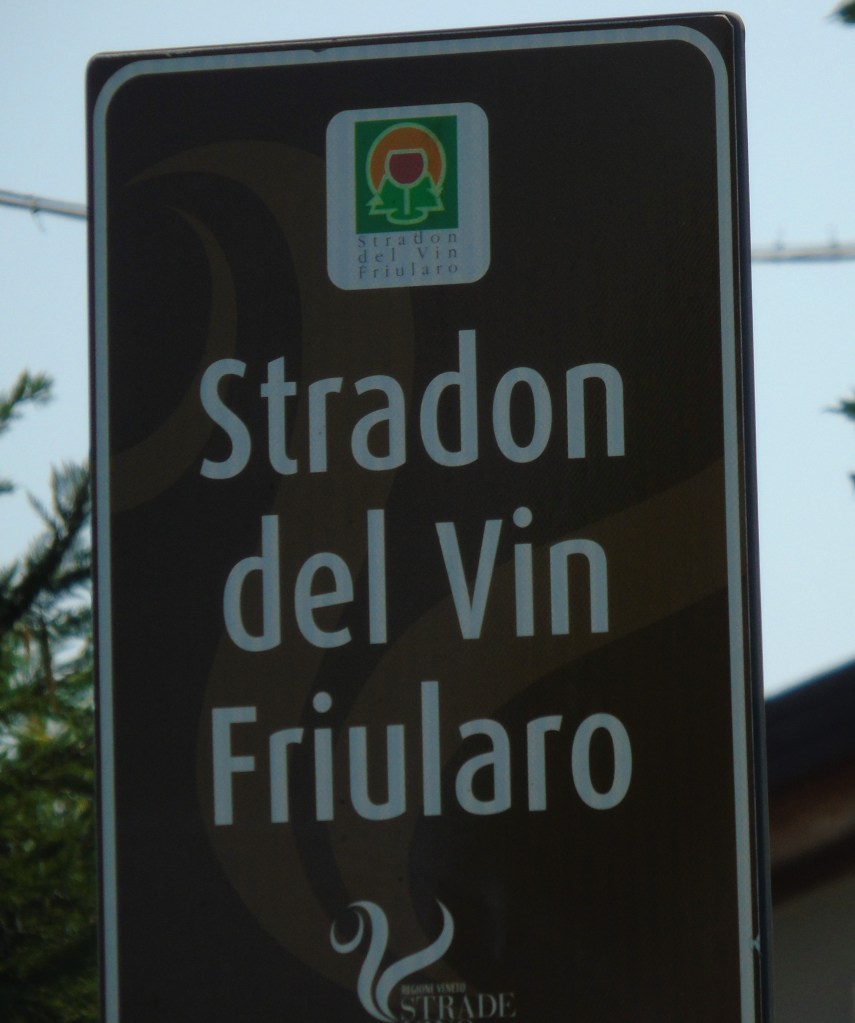 Stradon
del Vin
Friularo
Stradon
del Vin
Friularo
REGIONE VENETO
STRADE